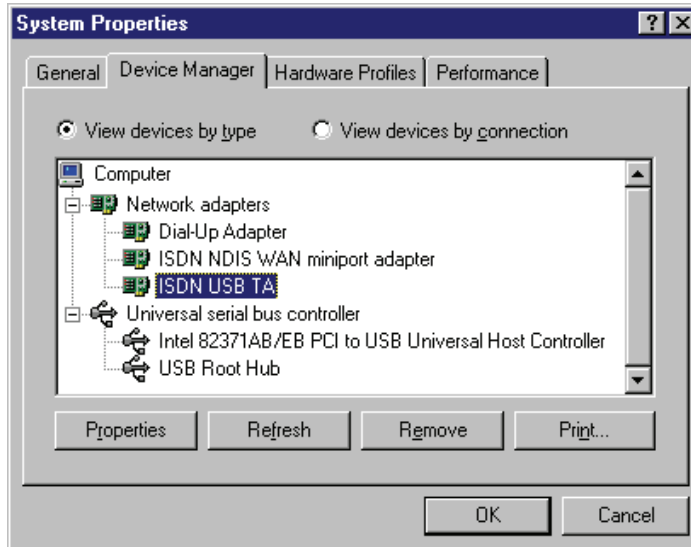 System Properties
General Device Manager Hardware Profiles Performance
View devices by type View devices by connection
Computer
Network adapters
Dial-Up Adapter
ISDN NDIS WAN miniport adapter
ISDN USB TA
Universal serial bus controller
Intel 82371AB/EB PCI to USB Universal Host Controller
USB Root Hub
Properties Refresh Remove Print...
OK Cancel